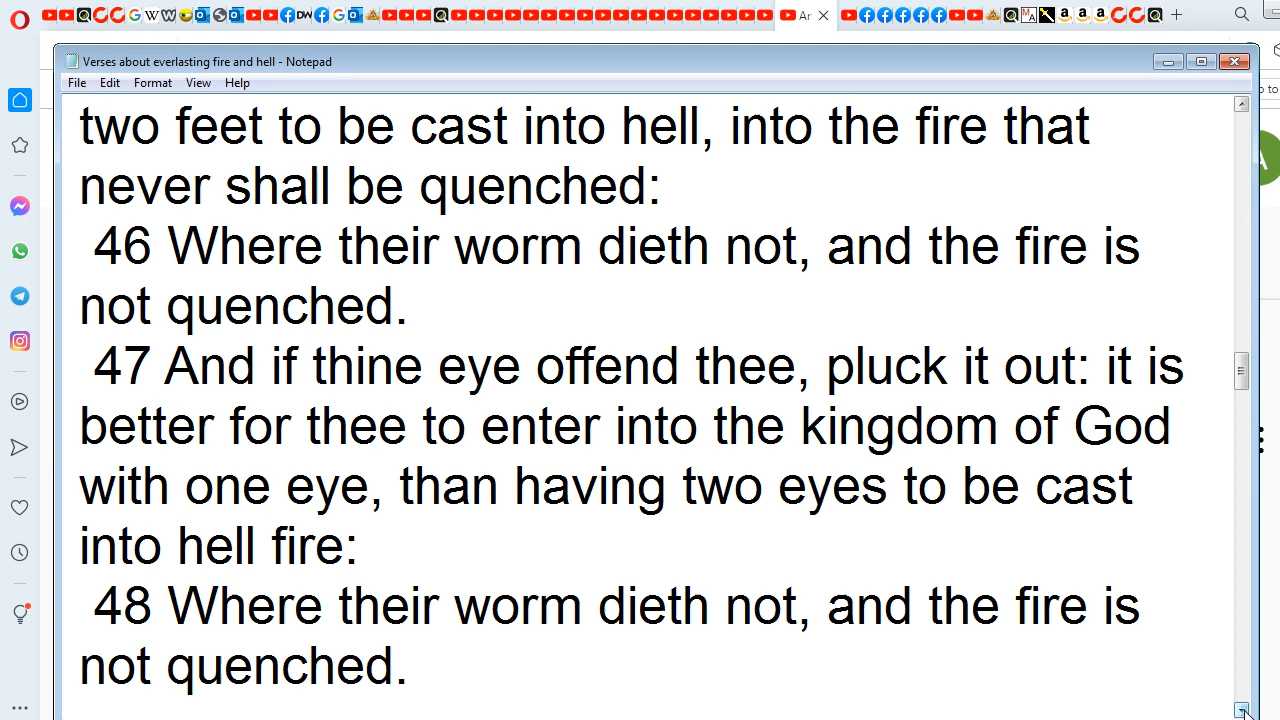 Verses about everlasting fire and hell - Notepad
File Edit Format View Help
two feet to be cast into hell, into the fire that
never shall be quenched:
46 Where their worm dieth not, and the fire is
not quenched.
47 And if thine eye offend thee, pluck it out: it is
better for thee to enter into the kingdom of God
with one eye, than having two eyes to be cast
into hell fire:
48 Where their worm dieth not, and the fire is
not quenched.